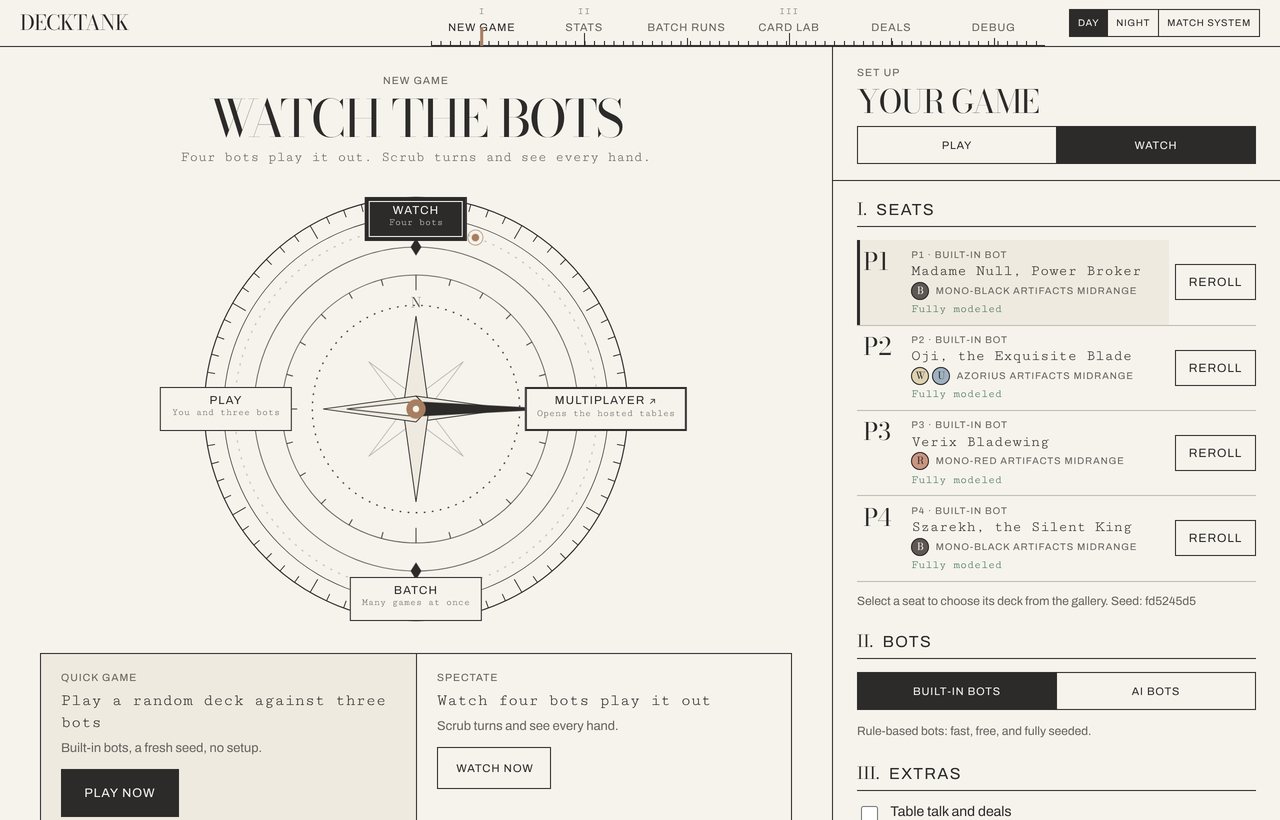 DECKTANK
I
II
III
NEW GAME
STATS
BATCH RUNS
CARD LAB
DEALS
DEBUG
DAY
NIGHT
MATCH SYSTEM
NEW GAME
WATCH THE BOTS
Four bots play it out. Scrub turns and see every hand.
WATCH
Four bots
N
PLAY
You and three bots
MULTIPLAYER ↗
Opens the hosted tables
BATCH
Many games at once
QUICK GAME
Play a random deck against three
bots
Built-in bots, a fresh seed, no setup.
PLAY NOW
SPECTATE
Watch four bots play it out
Scrub turns and see every hand.
WATCH NOW
SET UP
YOUR GAME
PLAY
WATCH
I. SEATS
P1
P1 · BUILT-IN BOT
Madame Null, Power Broker
B MONO-BLACK ARTIFACTS MIDRANGE
Fully modeled
REROLL
P2
P2 · BUILT-IN BOT
Oji, the Exquisite Blade
W U AZORIUS ARTIFACTS MIDRANGE
Fully modeled
REROLL
P3
P3 · BUILT-IN BOT
Verix Bladewing
R MONO-RED ARTIFACTS MIDRANGE
Fully modeled
REROLL
P4
P4 · BUILT-IN BOT
Szarekh, the Silent King
B MONO-BLACK ARTIFACTS MIDRANGE
Fully modeled
REROLL
Select a seat to choose its deck from the gallery. Seed: fd5245d5
II. BOTS
BUILT-IN BOTS
AI BOTS
Rule-based bots: fast, free, and fully seeded.
III. EXTRAS
Table talk and deals